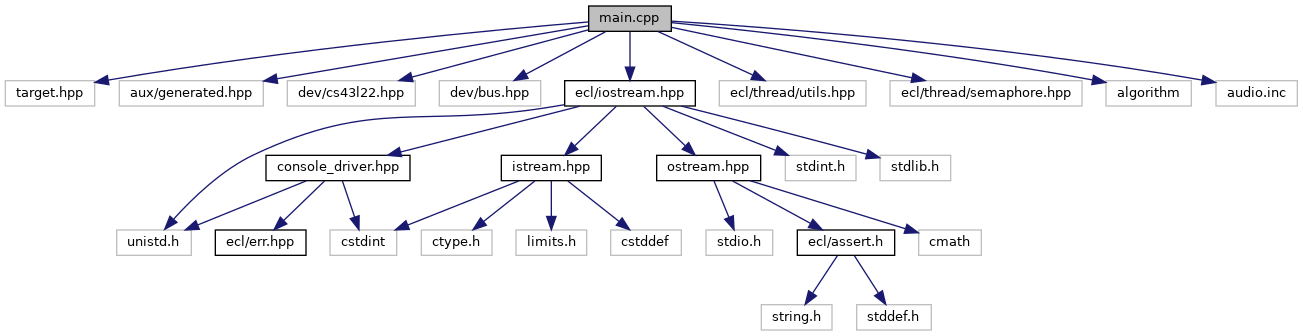 main.cpp
target.hpp
aux/generated.hpp
dev/cs43l22.hpp
dev/bus.hpp
ecl/iostream.hpp
ecl/thread/utils.hpp
ecl/thread/semaphore.hpp
algorithm
audio.inc
console_driver.hpp
istream.hpp
ostream.hpp
stdint.h
stdlib.h
unistd.h
ecl/err.hpp
cstdint
ctype.h
limits.h
cstddef
stdio.h
ecl/assert.h
cmath
string.h
stddef.h